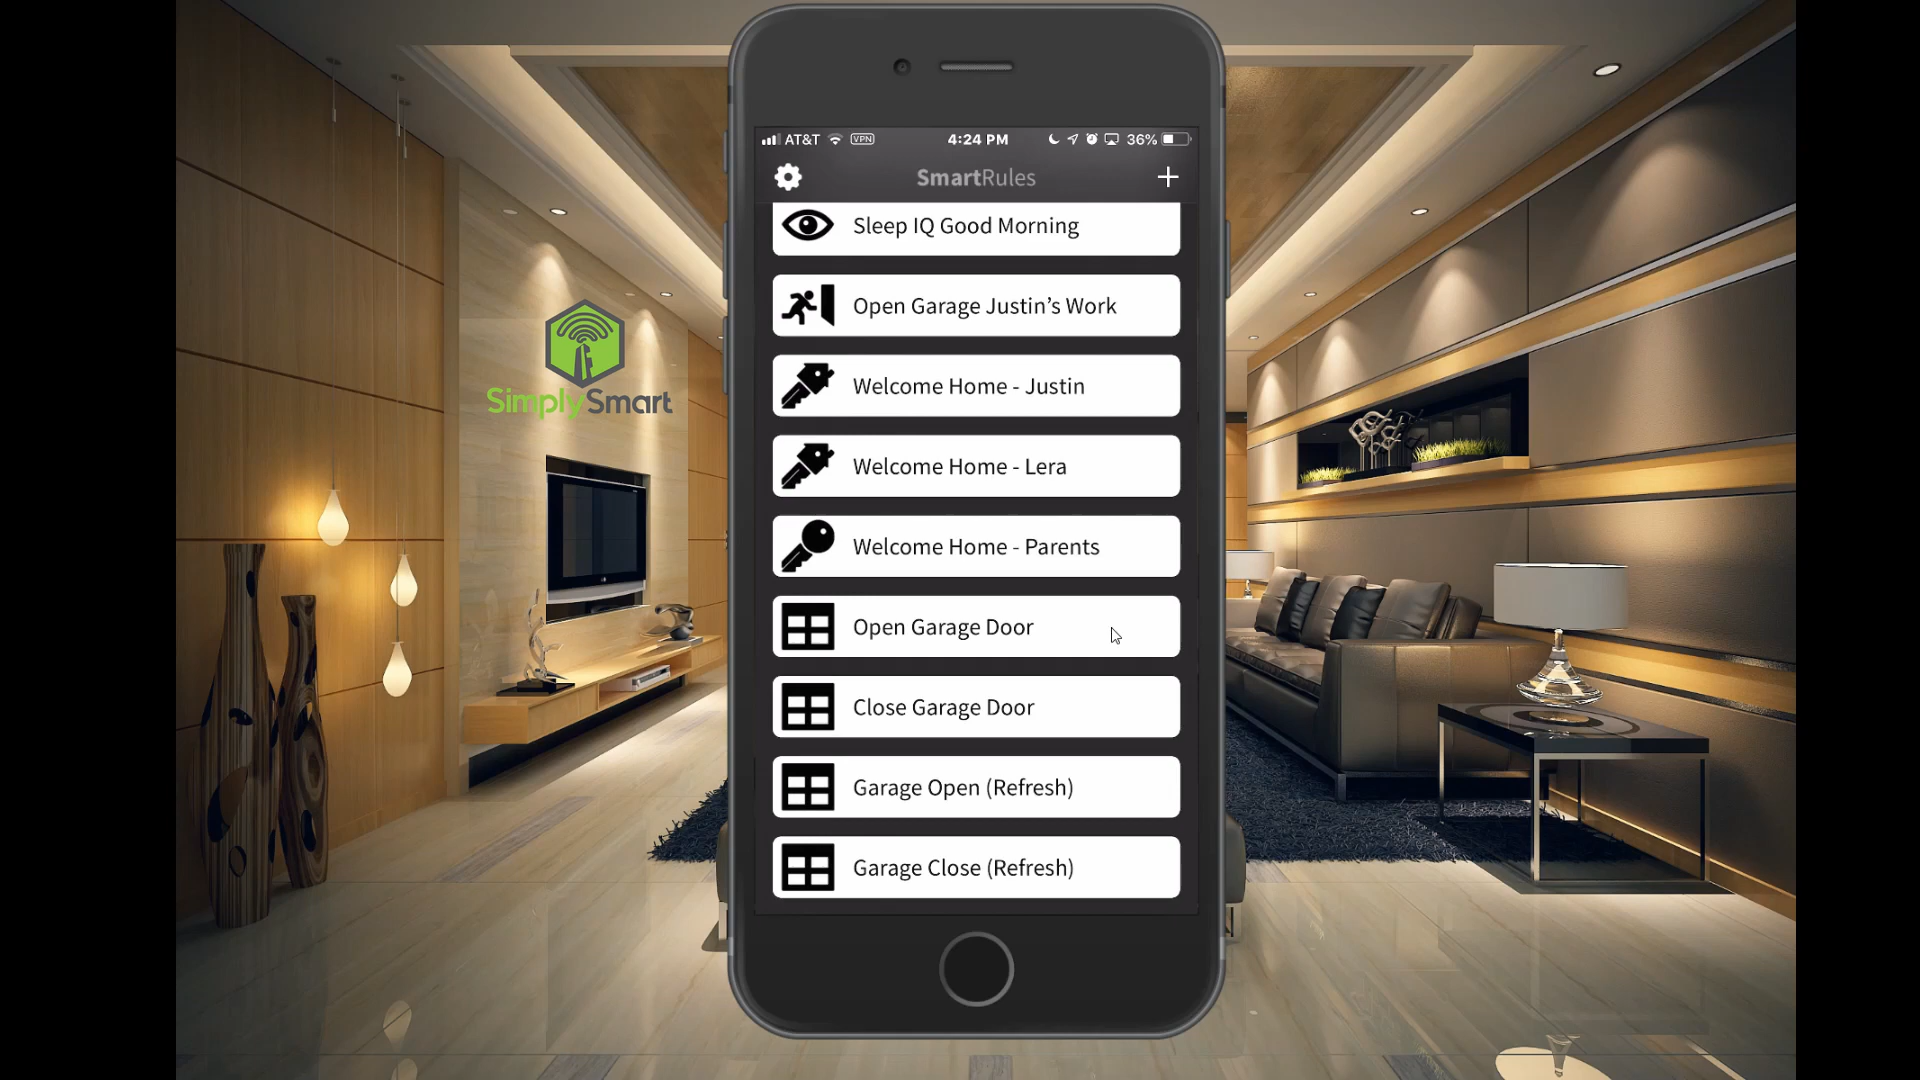 AT&T VPN 4:24 PM 36%
SmartRules
Sleep IQ Good Morning
Open Garage Justin’s Work
Welcome Home - Justin
Welcome Home - Lera
Welcome Home - Parents
Open Garage Door
Close Garage Door
Garage Open (Refresh)
Garage Close (Refresh)
SimplySmart